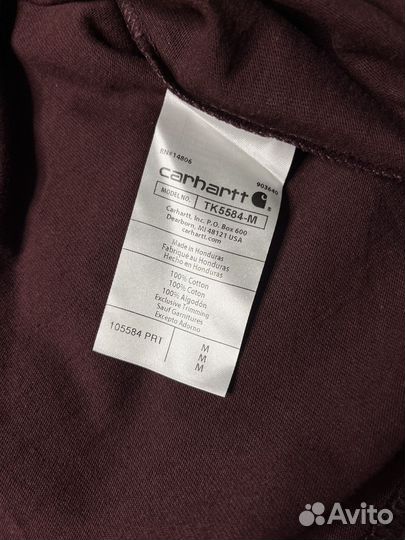 RN#14806
903640
carhartt
MODEL NO. TK5584-M
Carhartt, Inc. P.O. Box 600
Dearborn, MI 48121 USA
carhartt.com
Made in Honduras
Fabriqué au Honduras
Hecho en Honduras
100% Cotton
100% Coton
100% Algodón
Exclusive Trimming
Sauf Garnitures
Excepto Adorno
105584 PRT
M
M
M
Avito